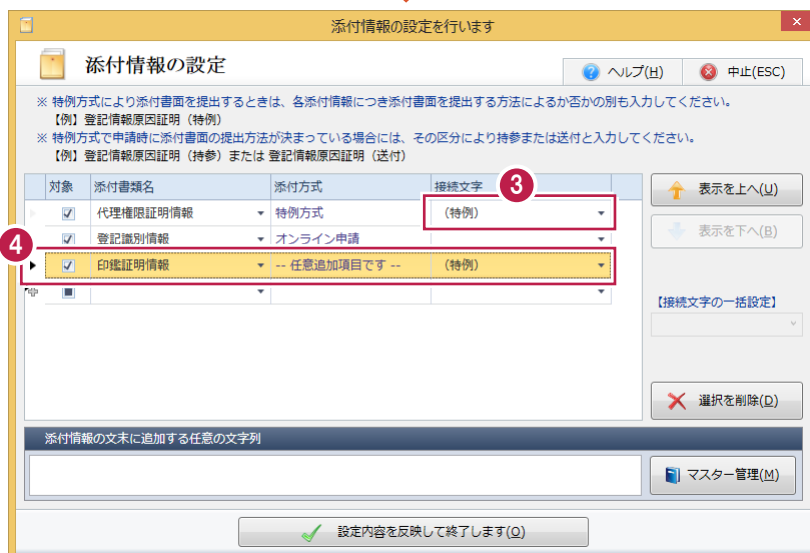 添付情報の設定を行います
添付情報の設定
ヘルプ(H)
中止(ESC)
※ 特例方式により添付書面を提出するときは、各添付情報につき添付書面を提出する方法によるか否かの別も入力してください。
【例】登記情報原因証明（特例）
※ 特例方式で申請時に添付書面の提出方法が決まっている場合には、その区分により持参または送付と入力してください。
【例】登記情報原因証明（持参）または 登記情報原因証明（送付）
対象 添付書類名 添付方式 接続文字
3
代理権限証明情報 特例方式 （特例）
登記識別情報 オンライン申請
4
印鑑証明情報 -- 任意追加項目です -- （特例）
表示を上へ(U)
表示を下へ(B)
【接続文字の一括設定】
選択を削除(D)
添付情報の文末に追加する任意の文字列
マスター管理(M)
設定内容を反映して終了します(O)